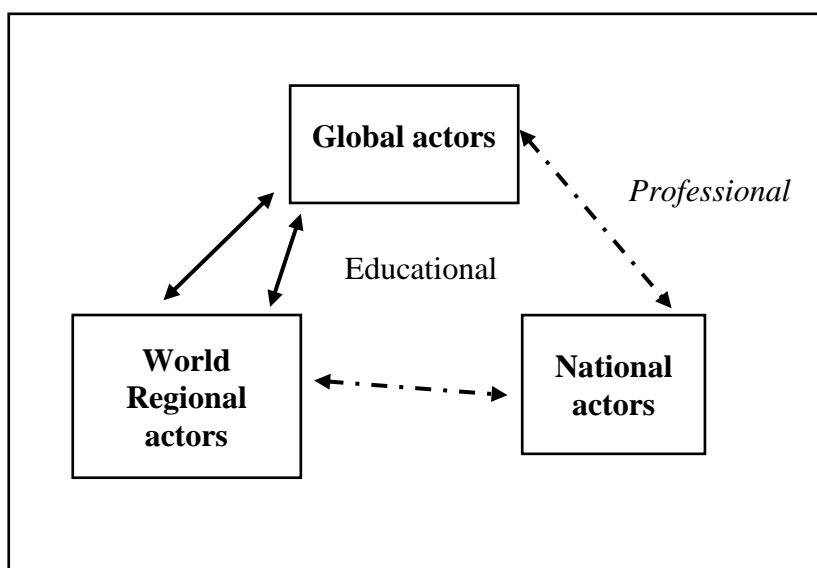 Global actors
Professional
Educational
World
Regional
actors
National
actors